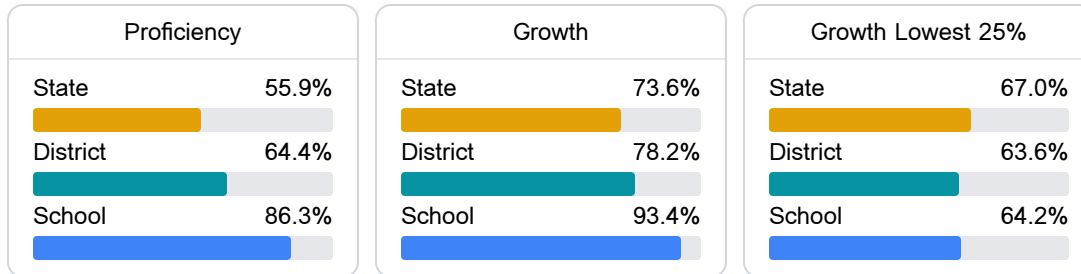 Proficiency
State 55.9%
District 64.4%
School 86.3%
Growth
State 73.6%
District 78.2%
School 93.4%
Growth Lowest 25%
State 67.0%
District 63.6%
School 64.2%